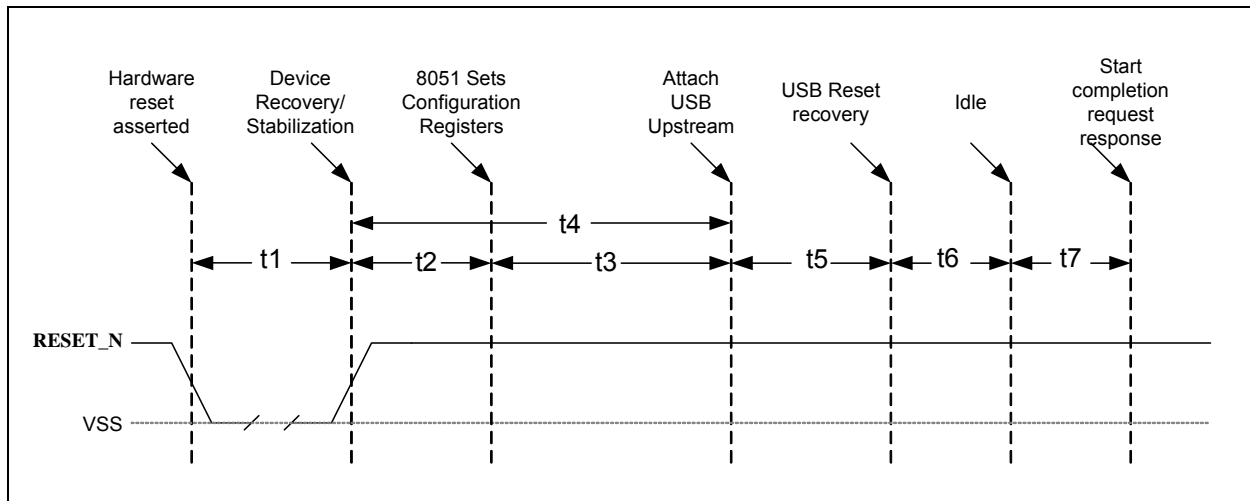 Hardware
reset
asserted
Device
Recovery/
Stabilization
8051 Sets
Configuration
Registers
Attach
USB
Upstream
USB Reset
recovery
Idle
Start
completion
request
response
t4
t1
t2
t3
t5
t6
t7
RESET_N
VSS